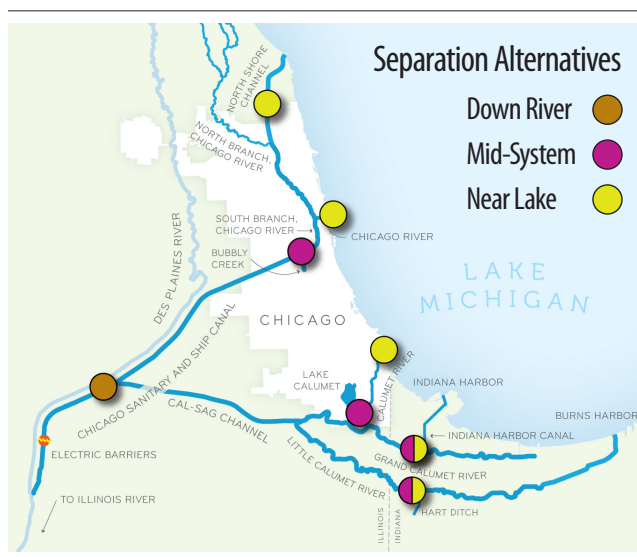 Separation Alternatives
Down River
Mid-System
Near Lake
NORTH SHORE
CHANNEL
NORTH BRANCH,
CHICAGO RIVER
SOUTH BRANCH,
CHICAGO RIVER
CHICAGO RIVER
BUBBLY
CREEK
DES PLAINES RIVER
LAKE
MICHIGAN
CHICAGO
CHICAGO SANITARY AND SHIP CANAL
LAKE
CALUMET
CALUMET RIVER
INDIANA HARBOR
BURNS HARBOR
CAL-SAG CHANNEL
INDIANA HARBOR CANAL
ELECTRIC BARRIERS
LITTLE CALUMET RIVER
GRAND CALUMET RIVER
TO ILLINOIS RIVER
HART DITCH
ILLINOIS
INDIANA